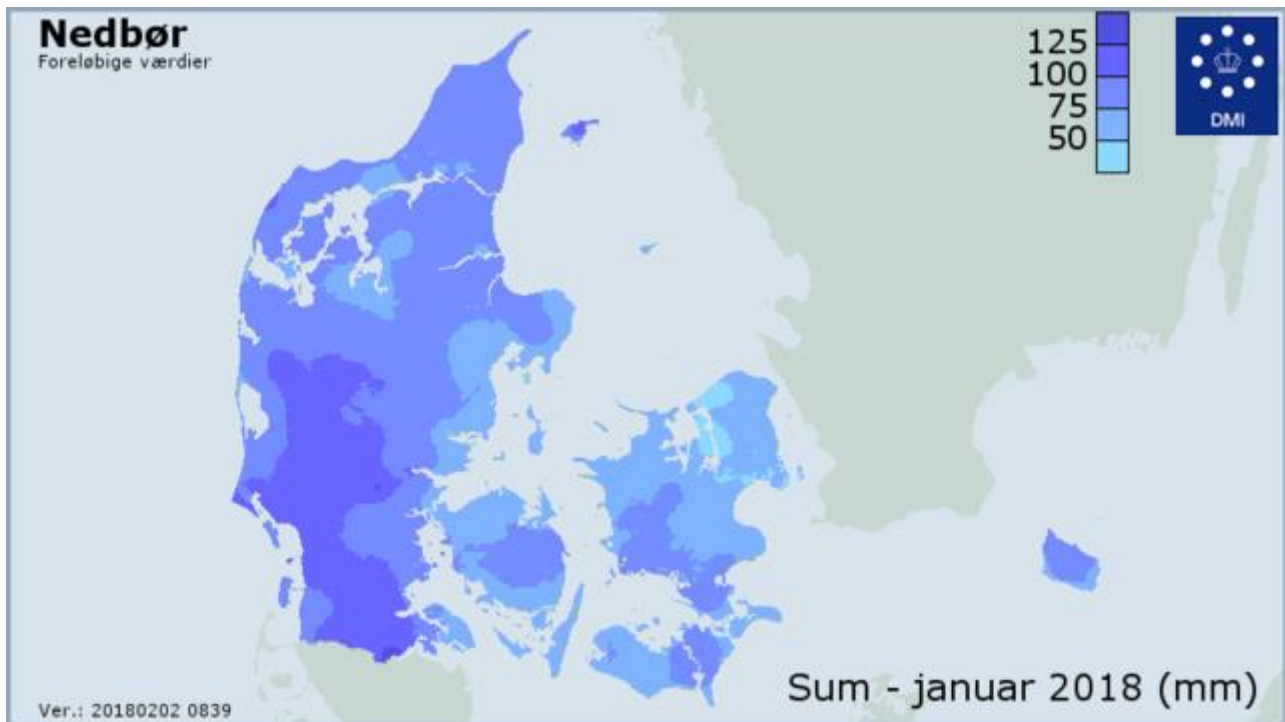 Nedbør
Foreløbige værdier
125
100
75
50
DMI
Sum - januar 2018 (mm)
Ver.: 20180202 0839